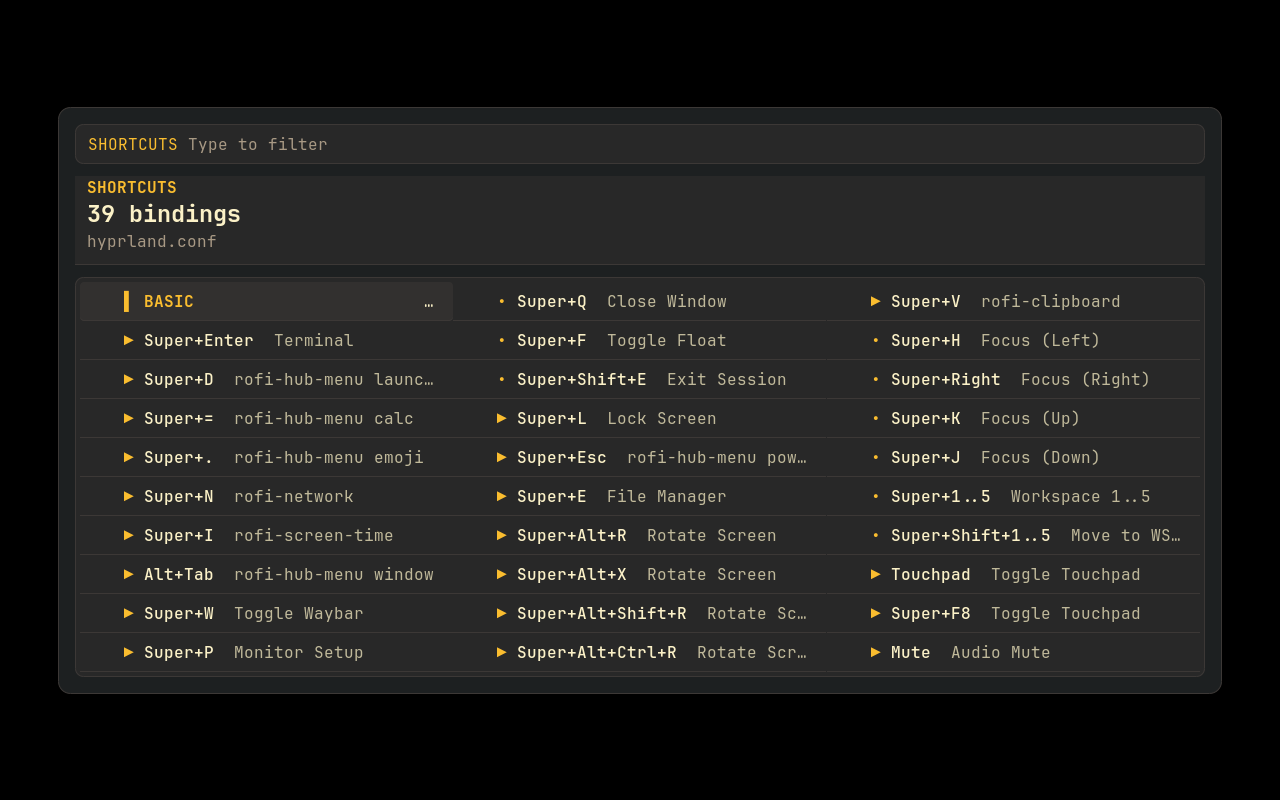 SHORTCUTS Type to filter
SHORTCUTS
39 bindings
hyprland.conf
BASIC …
Super+Enter Terminal
Super+D rofi-hub-menu launc…
Super+= rofi-hub-menu calc
Super+. rofi-hub-menu emoji
Super+N rofi-network
Super+I rofi-screen-time
Alt+Tab rofi-hub-menu window
Super+W Toggle Waybar
Super+P Monitor Setup
• Super+Q Close Window
• Super+F Toggle Float
• Super+Shift+E Exit Session
▶ Super+L Lock Screen
▶ Super+Esc rofi-hub-menu pow…
▶ Super+E File Manager
▶ Super+Alt+R Rotate Screen
▶ Super+Alt+X Rotate Screen
▶ Super+Alt+Shift+R Rotate Sc…
▶ Super+Alt+Ctrl+R Rotate Scr…
▶ Super+V rofi-clipboard
• Super+H Focus (Left)
• Super+Right Focus (Right)
• Super+K Focus (Up)
• Super+J Focus (Down)
• Super+1..5 Workspace 1..5
• Super+Shift+1..5 Move to WS…
▶ Touchpad Toggle Touchpad
▶ Super+F8 Toggle Touchpad
▶ Mute Audio Mute